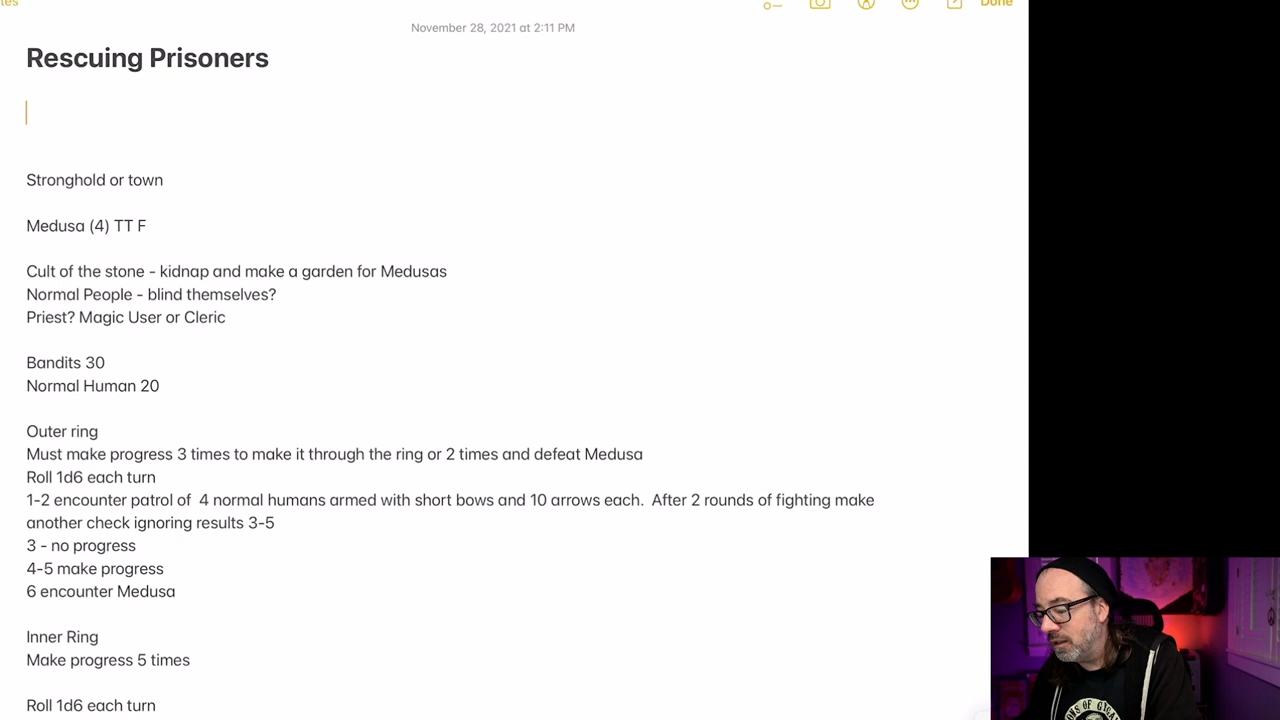 tes
Done
November 28, 2021 at 2:11 PM
Rescuing Prisoners
Stronghold or town
Medusa (4) TT F
Cult of the stone - kidnap and make a garden for Medusas
Normal People - blind themselves?
Priest? Magic User or Cleric
Bandits 30
Normal Human 20
Outer ring
Must make progress 3 times to make it through the ring or 2 times and defeat Medusa
Roll 1d6 each turn
1-2 encounter patrol of  4 normal humans armed with short bows and 10 arrows each.  After 2 rounds of fighting make
another check ignoring results 3-5
3 - no progress
4-5 make progress
6 encounter Medusa
Inner Ring
Make progress 5 times
Roll 1d6 each turn